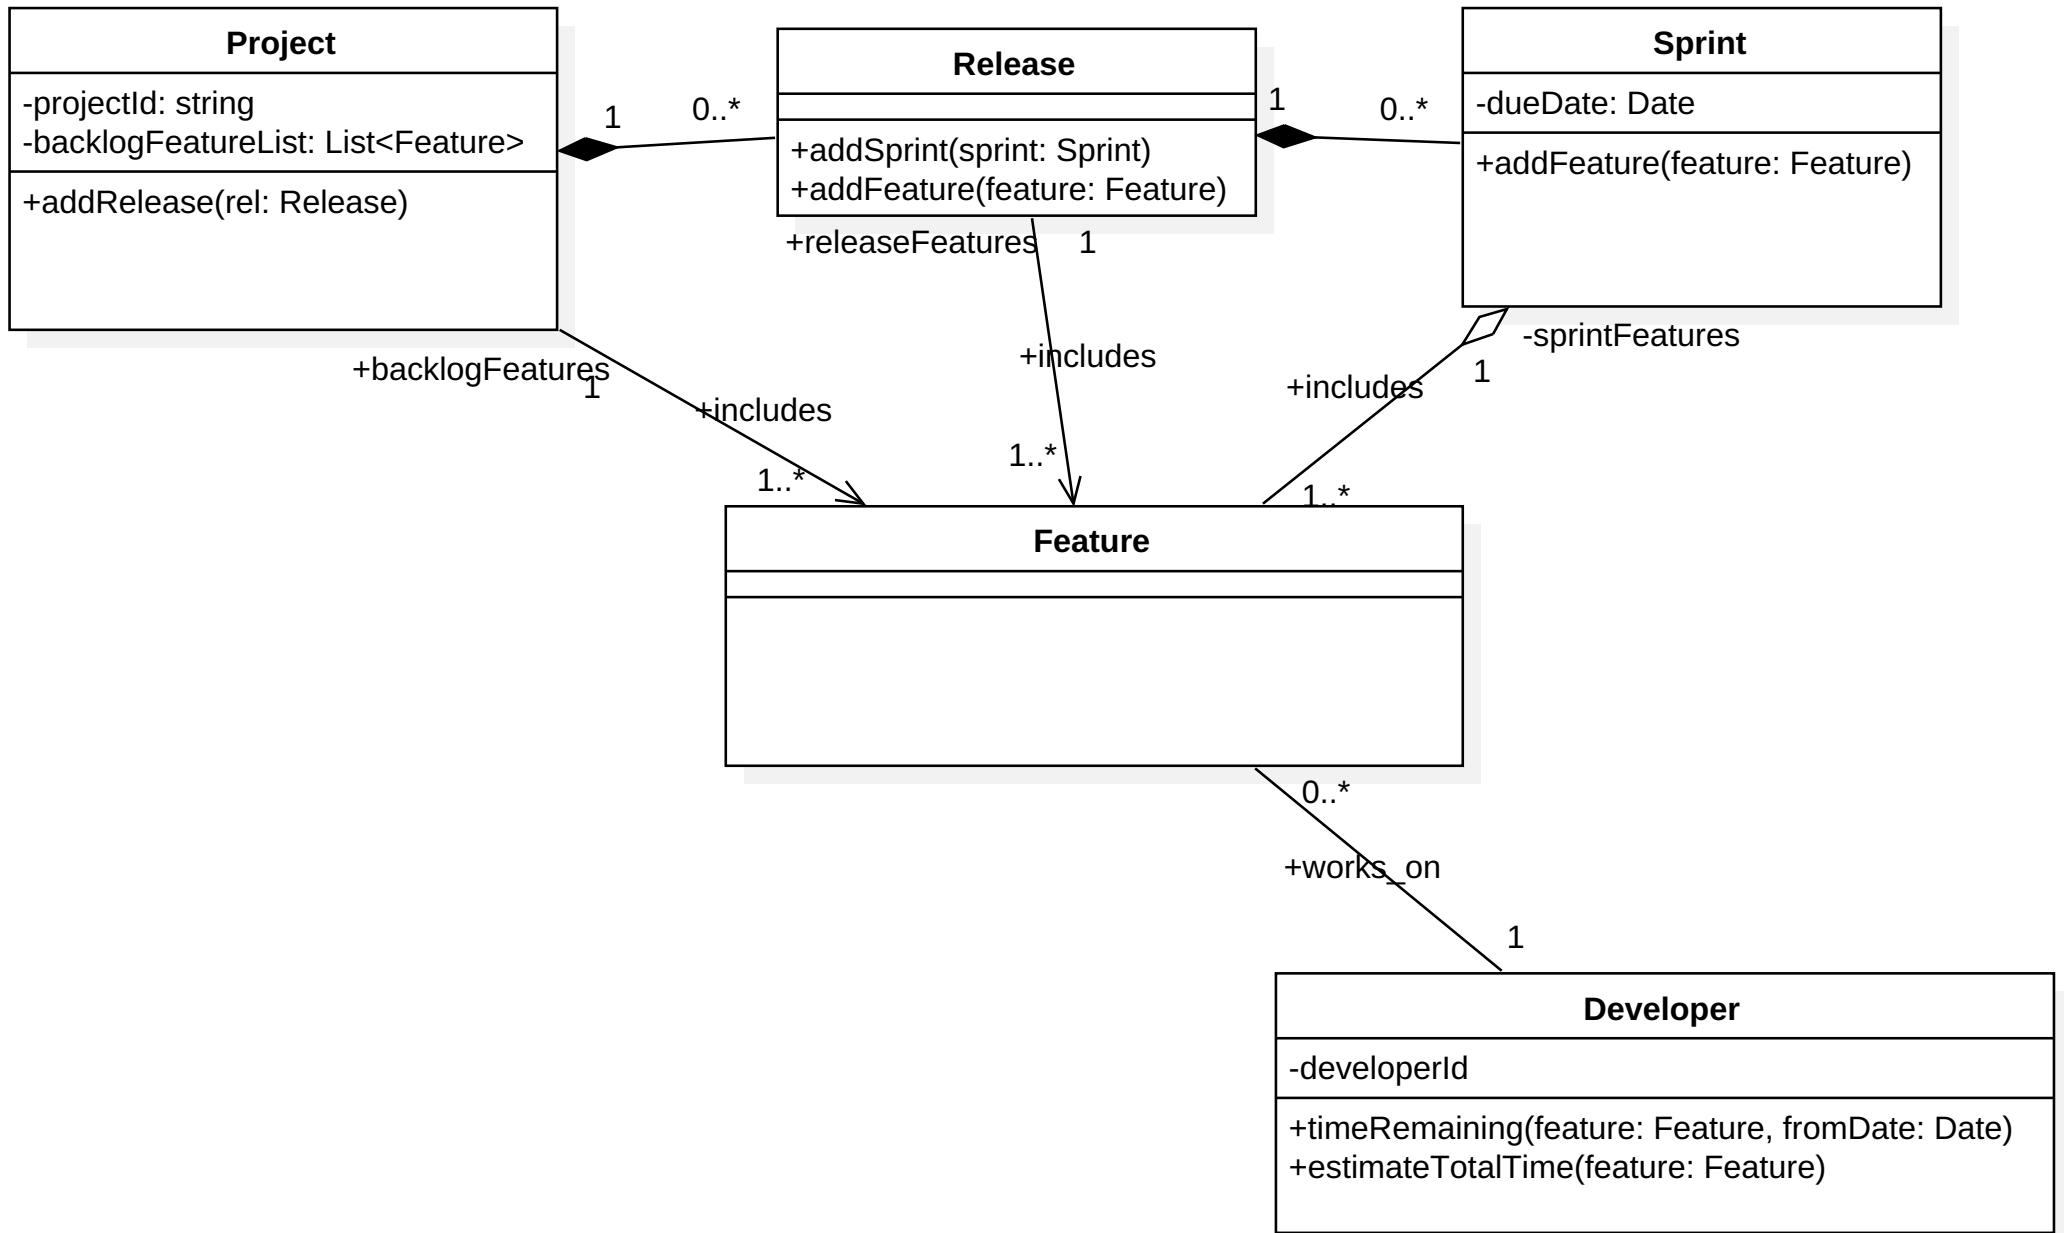 Project
-projectId: string
-backlogFeatureList: List<Feature>
+addRelease(rel: Release)
1
0..*
Release
+addSprint(sprint: Sprint)
+addFeature(feature: Feature)
1
0..*
Sprint
-dueDate: Date
+addFeature(feature: Feature)
+releaseFeatures
1
-sprintFeatures
+backlogFeatures
1
+includes
+includes
+includes
1
1..*
1..*
1..*
Feature
0..*
+works_on
1
Developer
-developerId
+timeRemaining(feature: Feature, fromDate: Date)
+estimateTotalTime(feature: Feature)